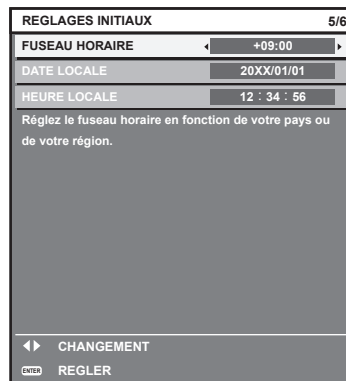 REGLAGES INITIAUX 5/6
FUSEAU HORAIRE +09:00
DATE LOCALE 20XX/01/01
HEURE LOCALE 12 : 34 : 56
Réglez le fuseau horaire en fonction de votre pays ou
de votre région.
CHANGEMENT
ENTER REGLER